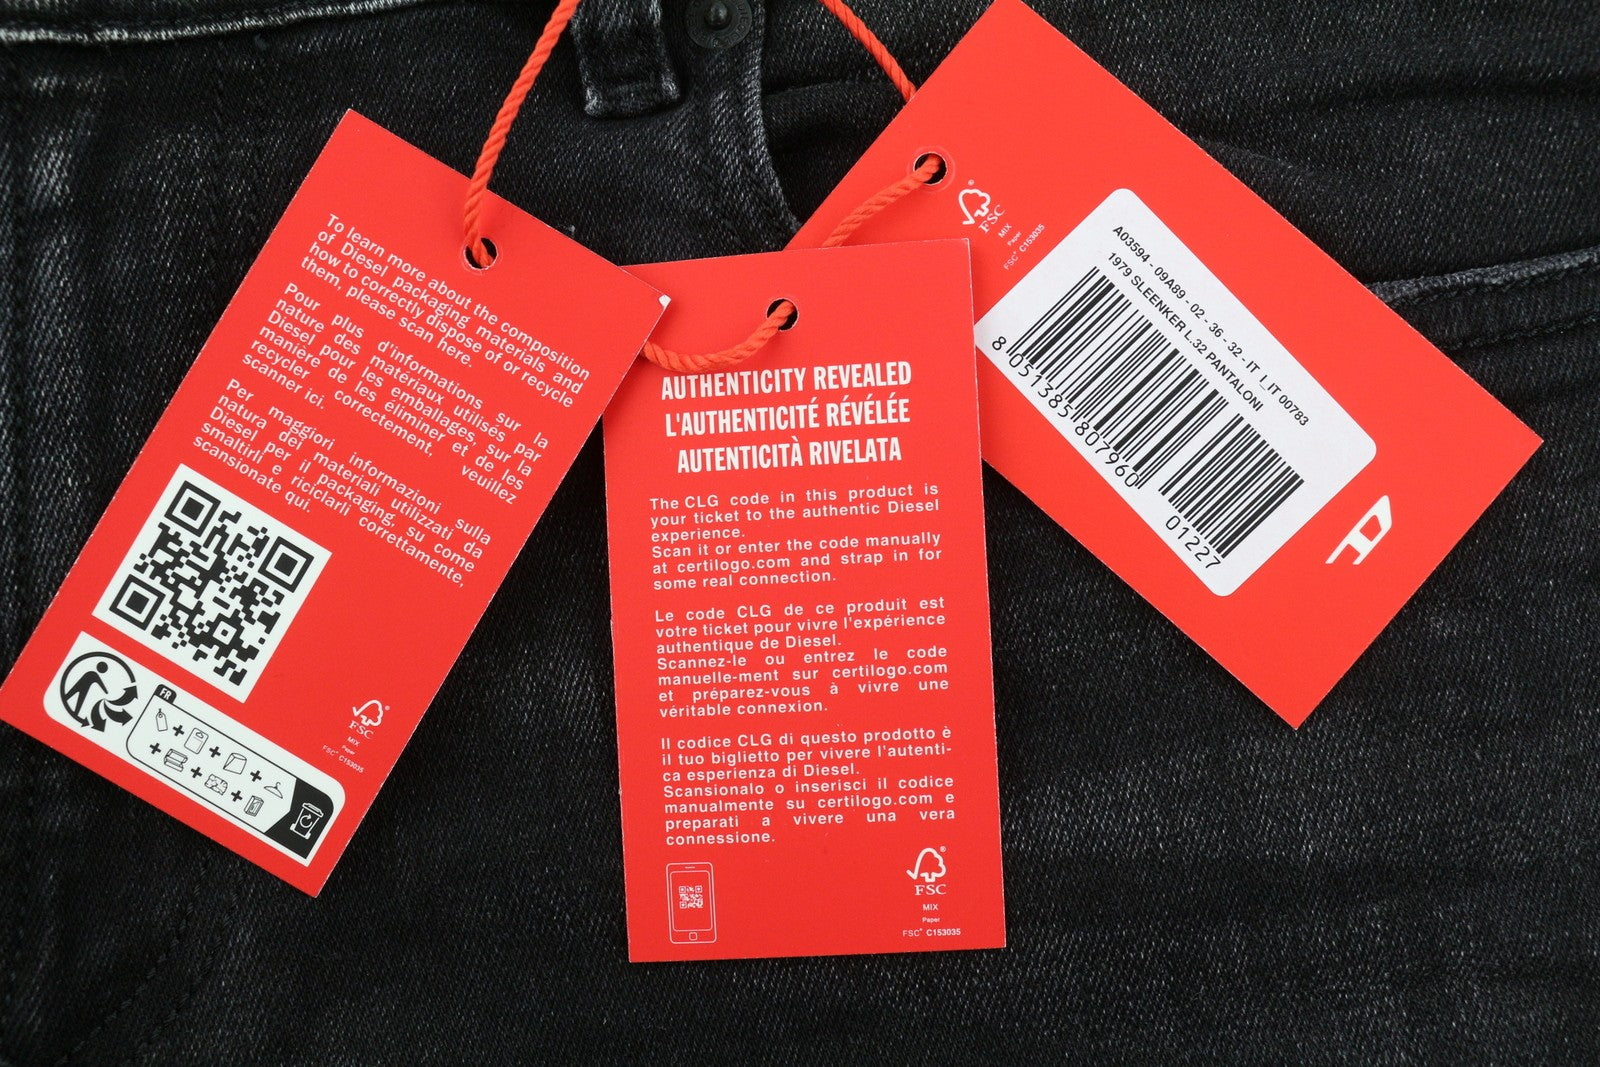 To learn more about the composition
of Diesel packaging materials and
how to correctly dispose of or recycle
them, please scan here.
Pour plus d'informations sur la
nature des matériaux utilisés par
Diesel pour les emballages, sur la
manière de les éliminer et de les
recycler correctement, veuillez
scanner ici.
Per maggiori informazioni sulla
natura dei materiali utilizzati da
Diesel per il packaging, su come
smaltirli e riciclarli correttamente,
scansionate qui.
FR
FSC
MIX
Paper
FSC® C153035
AUTHENTICITY REVEALED
L'AUTHENTICITÉ RÉVÉLÉE
AUTENTICITÀ RIVELATA
The CLG code in this product is
your ticket to the authentic Diesel
experience.
Scan it or enter the code manually
at certilogo.com and strap in for
some real connection.
Le code CLG de ce produit est
votre ticket pour vivre l'expérience
authentique de Diesel.
Scannez-le ou entrez le code
manuelle-ment sur certilogo.com
et préparez-vous à vivre une
véritable connexion.
Il codice CLG di questo prodotto è
il tuo biglietto per vivere l'autenti-
ca esperienza di Diesel.
Scansionalo o inserisci il codice
manualmente su certilogo.com e
preparati a vivere una vera
connessione.
FSC
MIX
Paper
FSC® C153035
FSC
MIX
Paper
FSC® C153035
A03594 - 09A89 - 02 - 36 - 32 - IT I_IT 00783
1979 SLEENKER L.32 PANTALONI
8 051385 807960
01227
D